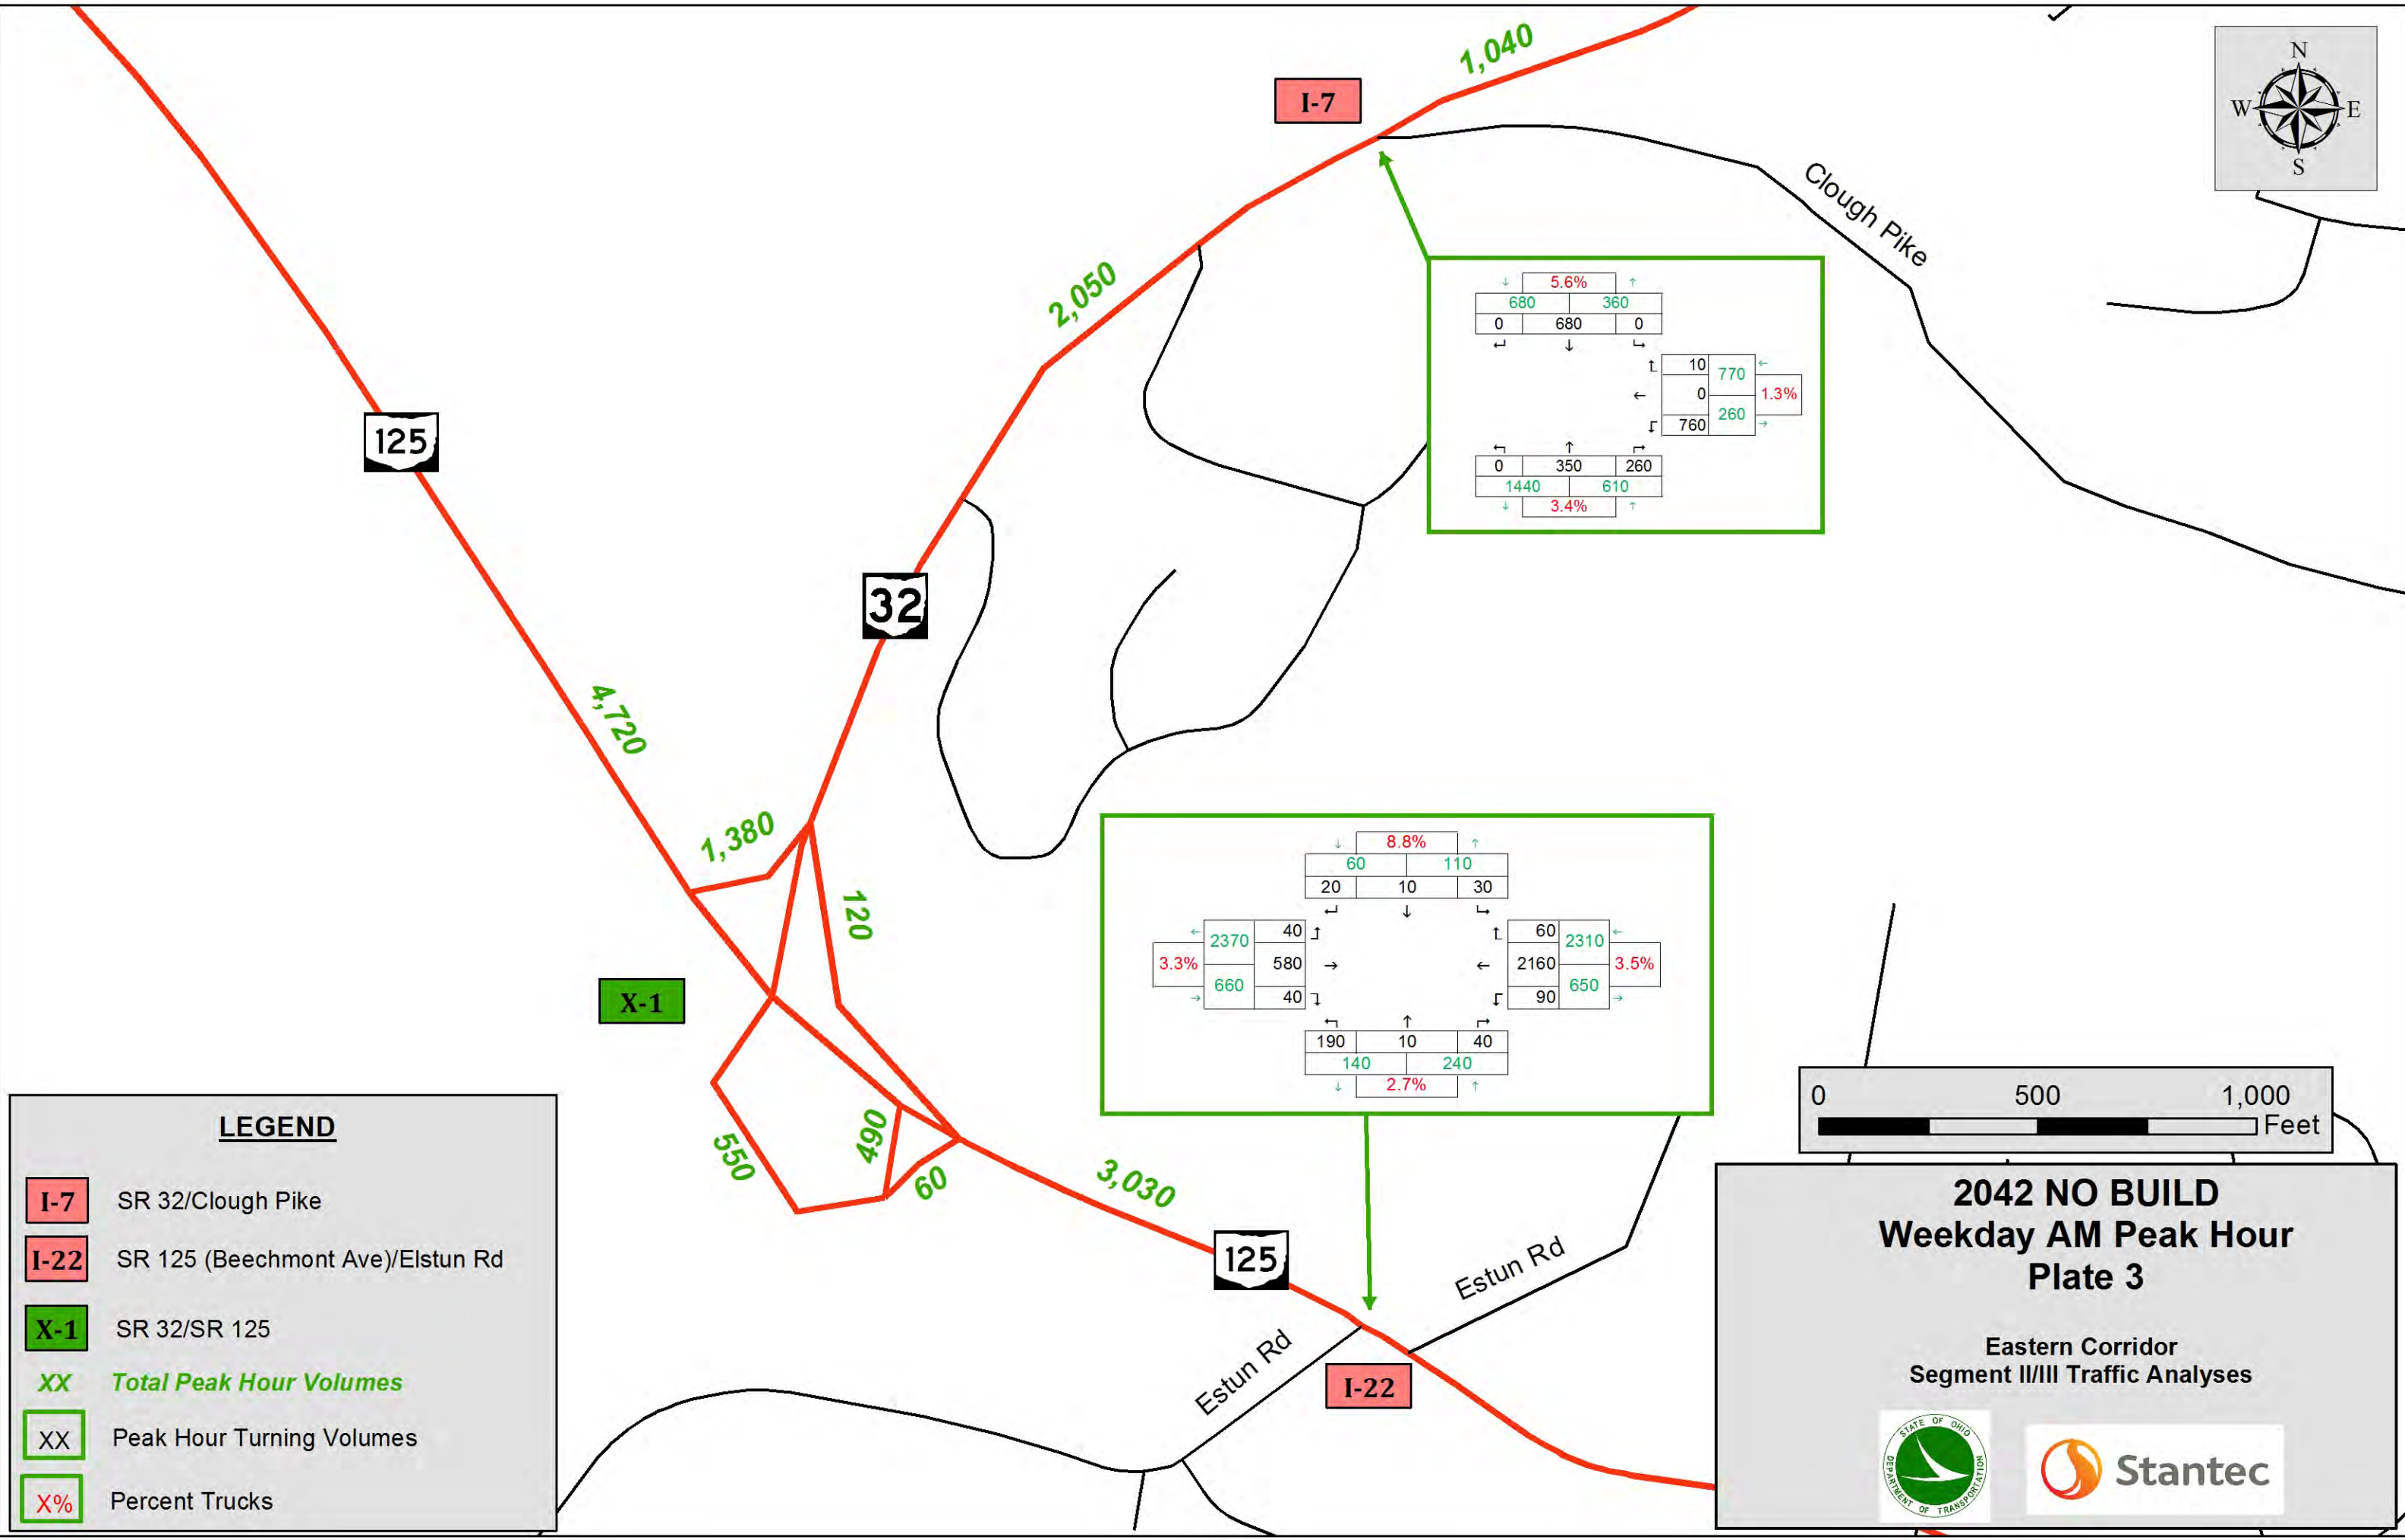 1,040
I-7
N
W E
S
Clough Pike
2,050
5.6%
680 360
0 680 0
10 770
0 1.3%
760 260
0 350 260
1440 610
3.4%
125
32
4,720
1,380
120
X-1
550
490
60
3,030
8.8%
60 110
20 10 30
2370 40
3.3% 580
660 40
60 2310
2160 3.5%
90 650
190 10 40
140 240
2.7%
125
Estun Rd
Estun Rd
I-22
0 500 1,000
Feet
LEGEND
I-7 SR 32/Clough Pike
I-22 SR 125 (Beechmont Ave)/Elstun Rd
X-1 SR 32/SR 125
XX Total Peak Hour Volumes
XX Peak Hour Turning Volumes
X% Percent Trucks
2042 NO BUILD
Weekday AM Peak Hour
Plate 3
Eastern Corridor
Segment II/III Traffic Analyses
STATE OF OHIO
DEPARTMENT OF TRANSPORTATION
Stantec